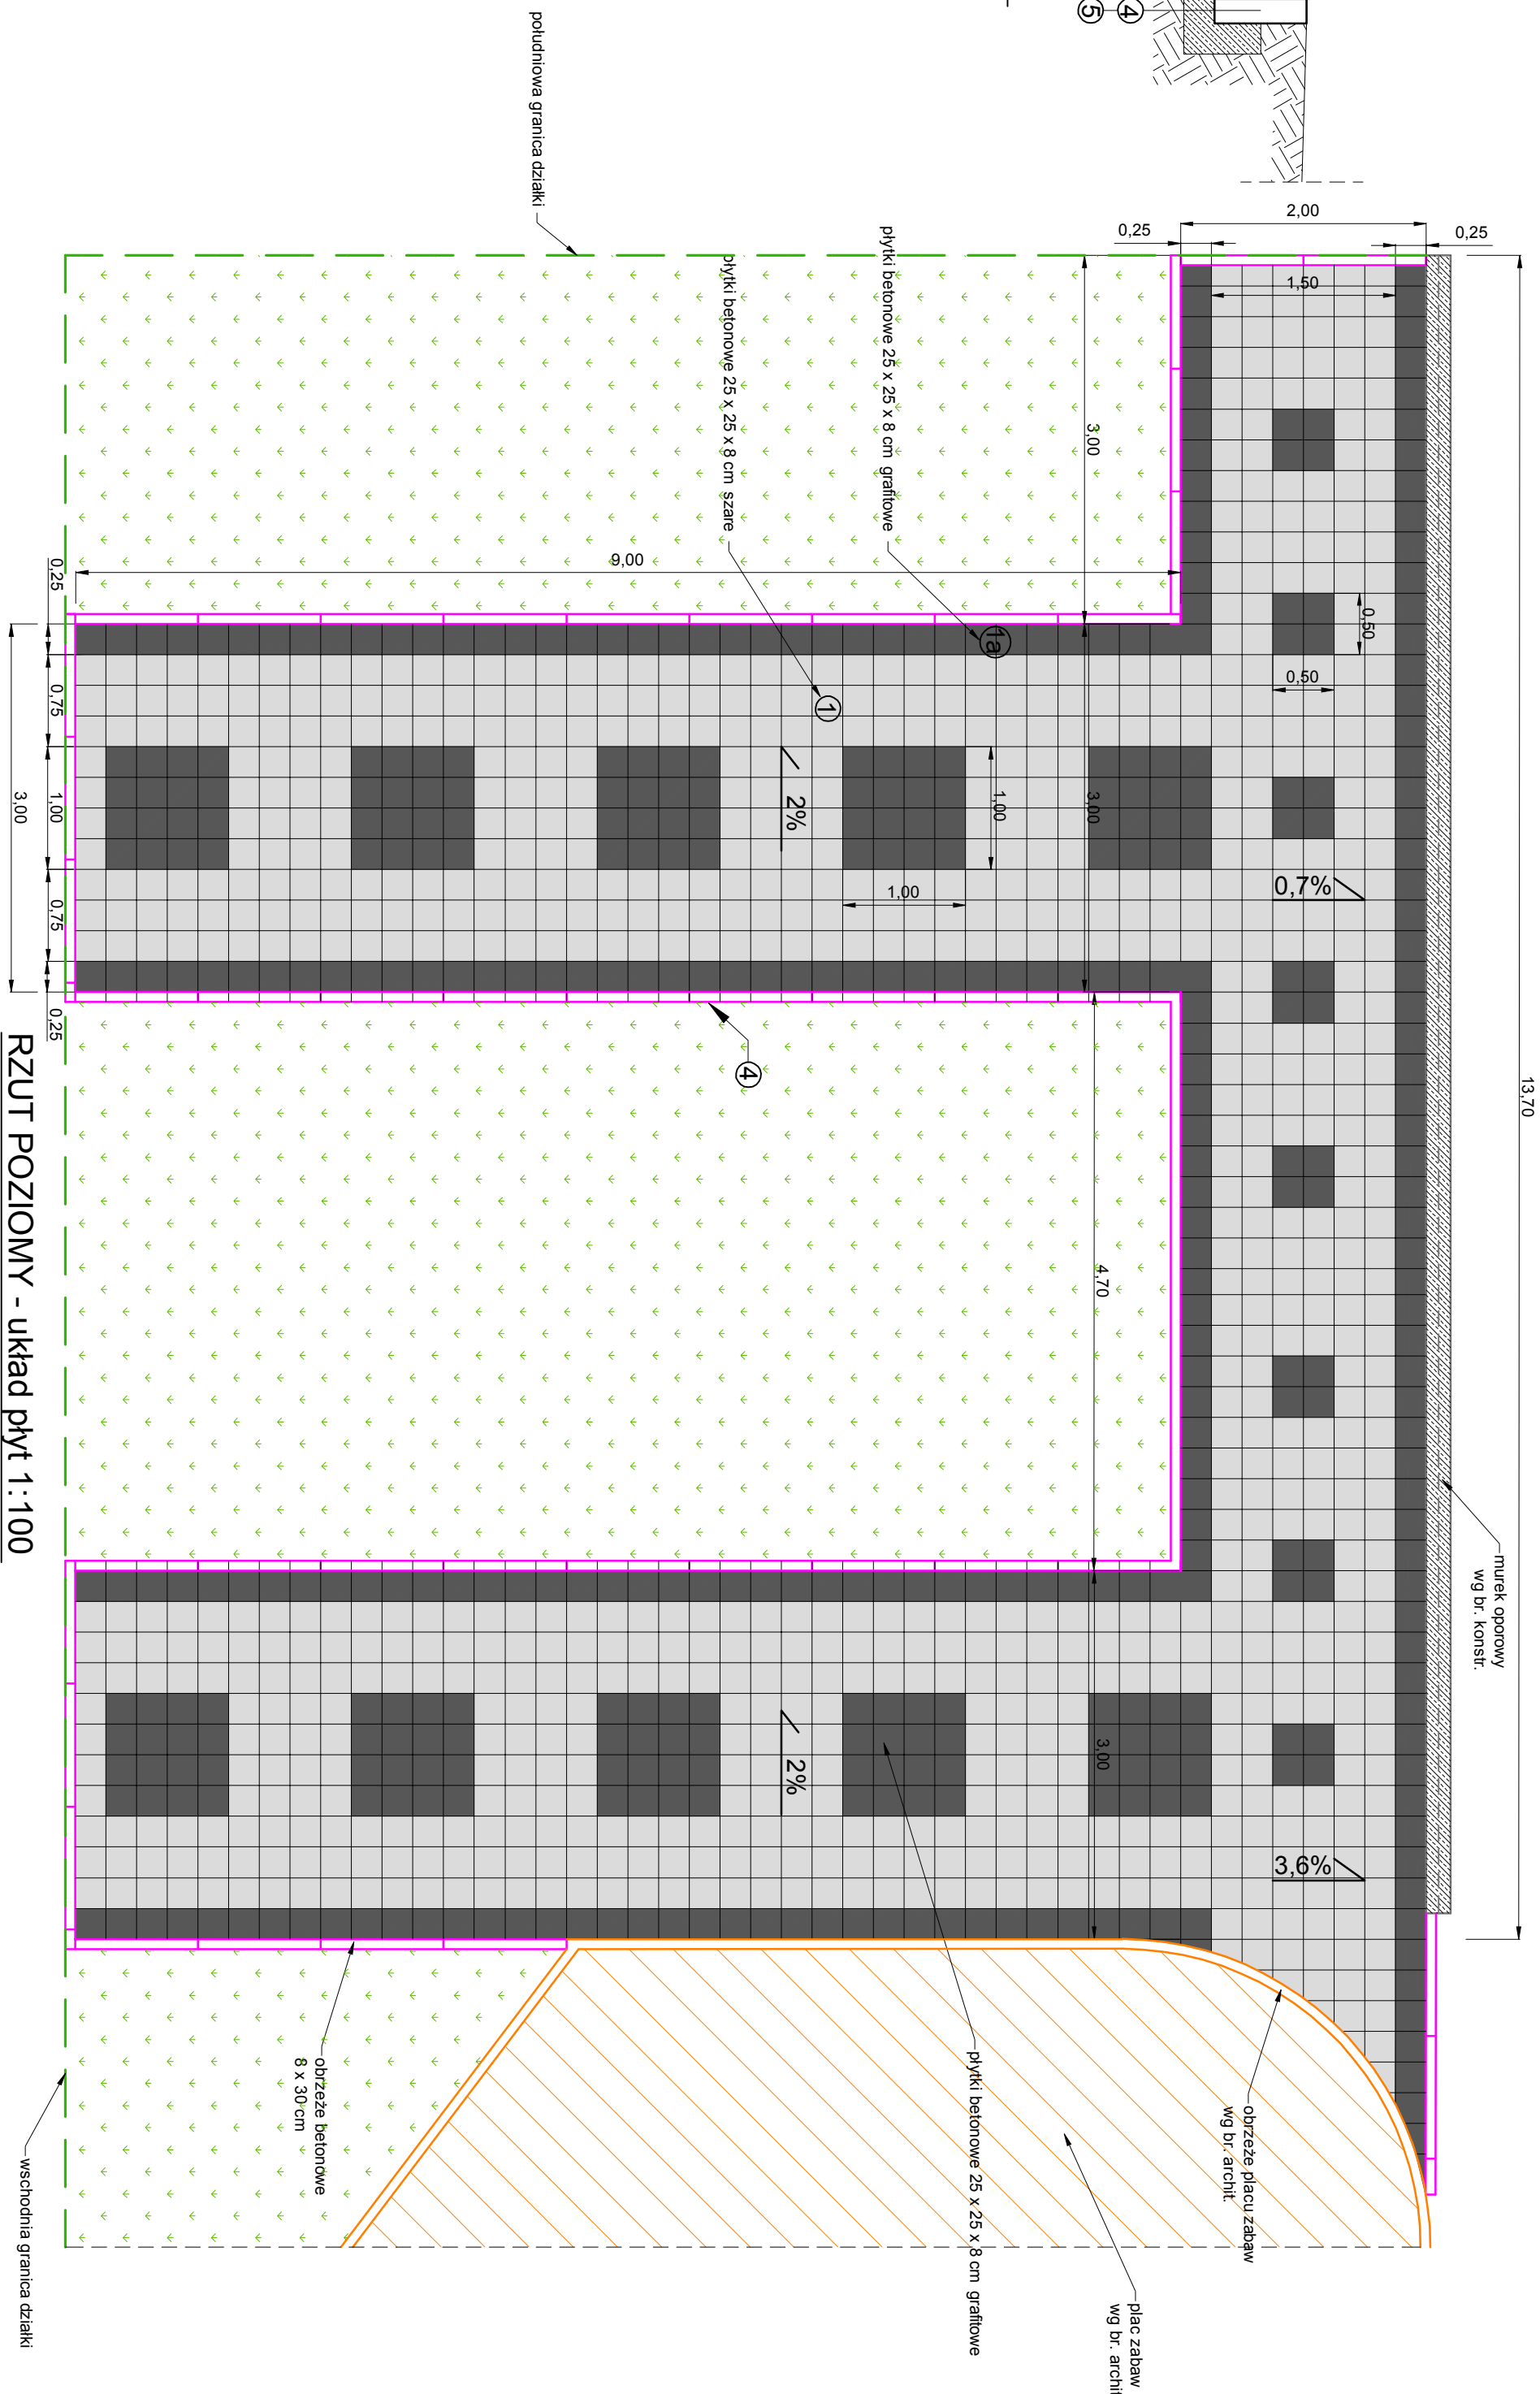 ④
⑤
południowa granica działki
2,00
0,25
0,25
1,50
13,70
płytki betonowe 25 x 25 x 8 cm grafitowe
1a
płytki betonowe 25 x 25 x 8 cm szare
1
3,00
9,00
0,50
0,50
0,25
0,75
1,00
0,75
0,25
3,00
2%
1,00
1,00
3,00
0,7%
4
4,70
murek oporowy
wg br. konstr.
2%
3,00
3,6%
obrzeże betonowe
8 x 30 cm
płytki betonowe 25 x 25 x 8 cm grafitowe
obrzeże placu zabaw
wg br. archit.
plac zabaw
wg br. archit
wschodnia granica działki
RZUT POZIOMY - układ płyt 1:100